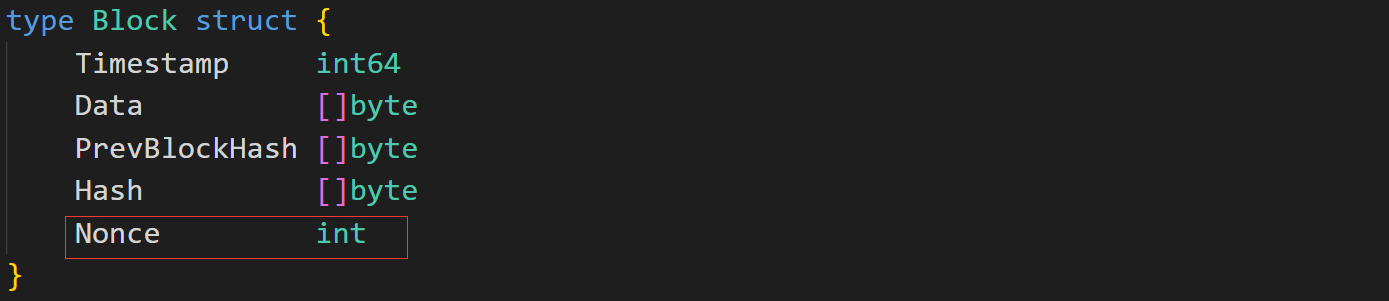 type Block struct {
    Timestamp     int64
    Data          []byte
    PrevBlockHash []byte
    Hash          []byte
    Nonce         int
}